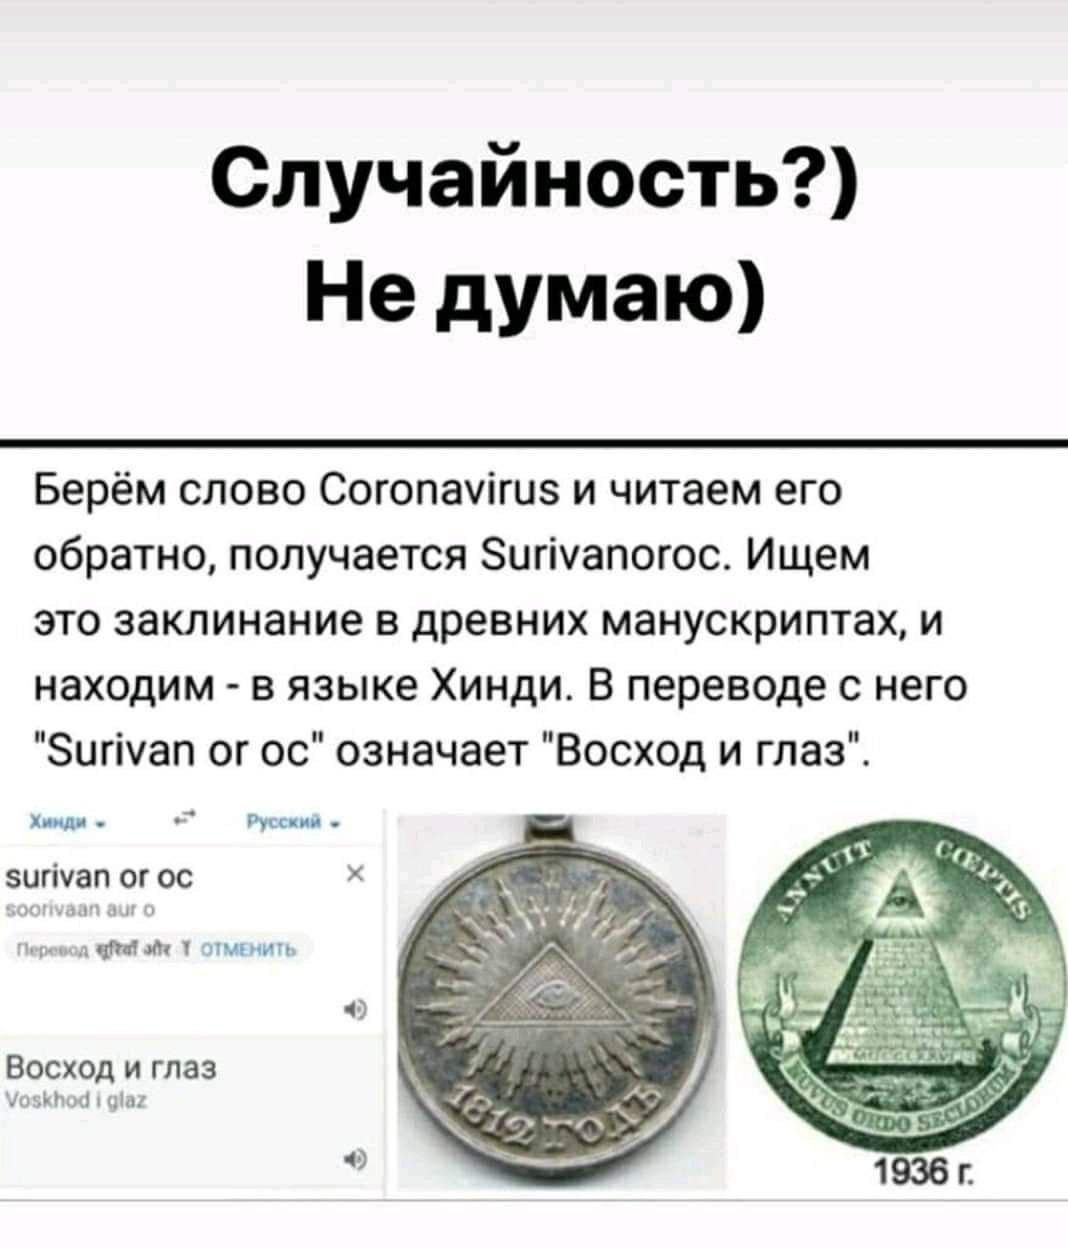 Случайность?)
Не думаю)
Берём слово Coronavirus и читаем его
обратно, получается Surivanoroc. Ищем
это заклинание в древних манускриптах, и
находим - в языке Хинди. В переводе с него
"Surivan or oc" означает "Восход и глаз".
Хинди
Русский
surivan or oc
soorivaan aur o
Перевод और ОТМЕНИТЬ
Восход и глаз
Voskhod i glaz
1812 ГОДЪ
ANNUIT CŒPTIS
NOVUS ORDO SECLORUM
1936 г.